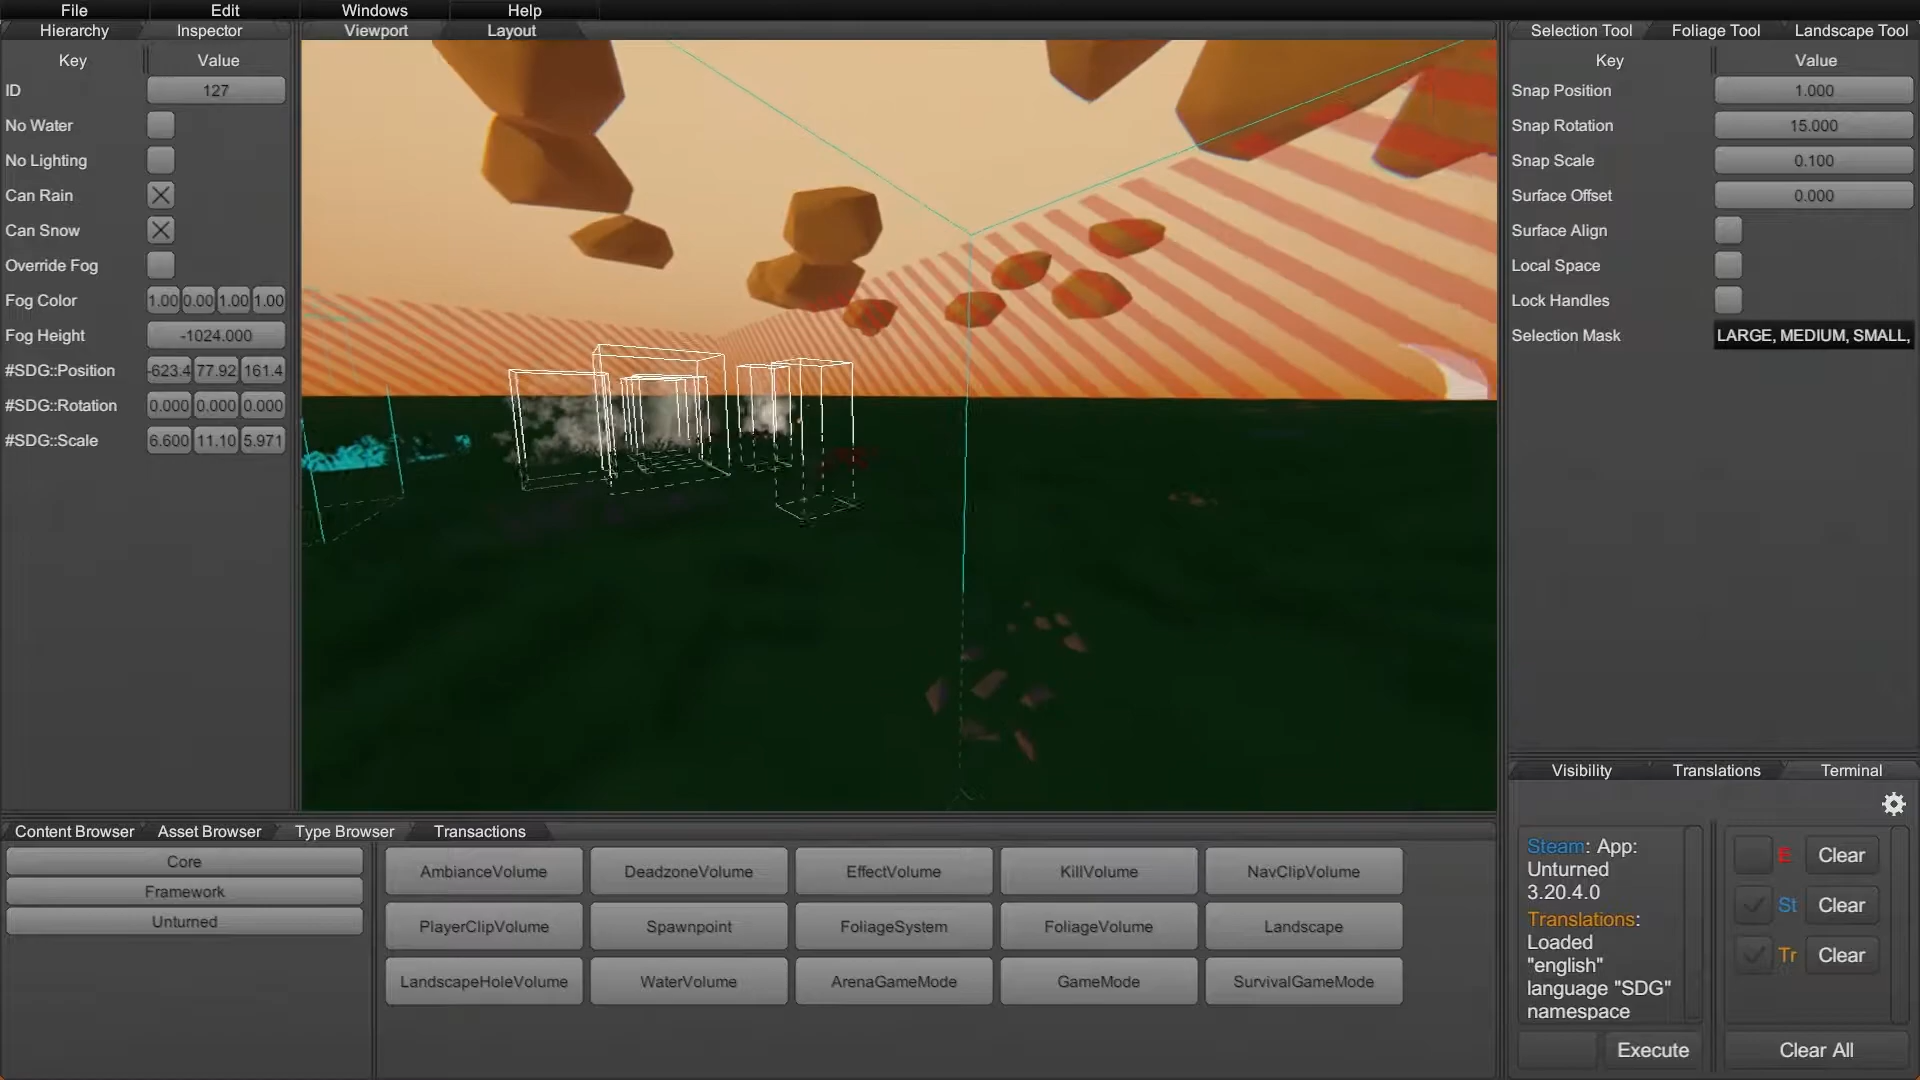 File Edit Windows Help
Hierarchy Inspector Viewport Layout Selection Tool Foliage Tool Landscape Tool
Key Value
ID 127
No Water
No Lighting
Can Rain
Can Snow
Override Fog
Fog Color 1.00 0.00 1.00 1.00
Fog Height -1024.000
#SDG::Position -623.4 77.92 161.4
#SDG::Rotation 0.000 0.000 0.000
#SDG::Scale 6.600 11.10 5.971
Key Value
Snap Position 1.000
Snap Rotation 15.000
Snap Scale 0.100
Surface Offset 0.000
Surface Align
Local Space
Lock Handles
Selection Mask LARGE, MEDIUM, SMALL,
Content Browser Asset Browser Type Browser Transactions
Core
Framework
Unturned
AmbianceVolume DeadzoneVolume EffectVolume KillVolume NavClipVolume
PlayerClipVolume Spawnpoint FoliageSystem FoliageVolume Landscape
LandscapeHoleVolume WaterVolume ArenaGameMode GameMode SurvivalGameMode
Visibility Translations Terminal
Steam: App:
Unturned
3.20.4.0
Translations:
Loaded
"english"
language "SDG"
namespace
E Clear
St Clear
Tr Clear
Execute Clear All